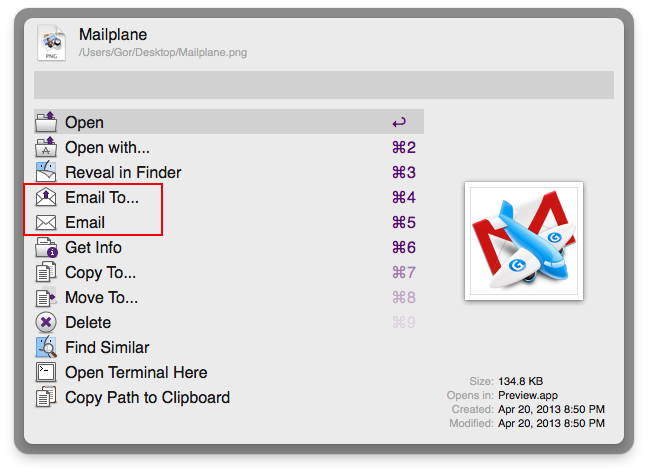 Mailplane
/Users/Gor/Desktop/Mailplane.png
PNG
Open ↩
Open with... ⌘2
Reveal in Finder ⌘3
Email To... ⌘4
Email ⌘5
Get Info ⌘6
Copy To... ⌘7
Move To... ⌘8
Delete ⌘9
Find Similar
Open Terminal Here
Copy Path to Clipboard
G
G
Size: 134.8 KB
Opens in: Preview.app
Created: Apr 20, 2013 8:50 PM
Modified: Apr 20, 2013 8:50 PM